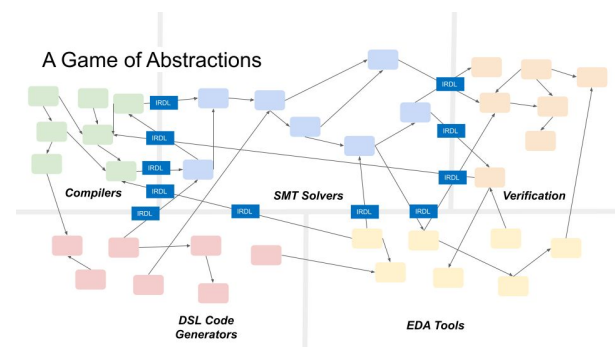 A Game of Abstractions
IRDL
IRDL
IRDL
IRDL
IRDL
IRDL
IRDL
Compilers
IRDL
SMT Solvers
Verification
IRDL
IRDL
IRDL
IRDL
DSL Code
Generators
EDA Tools